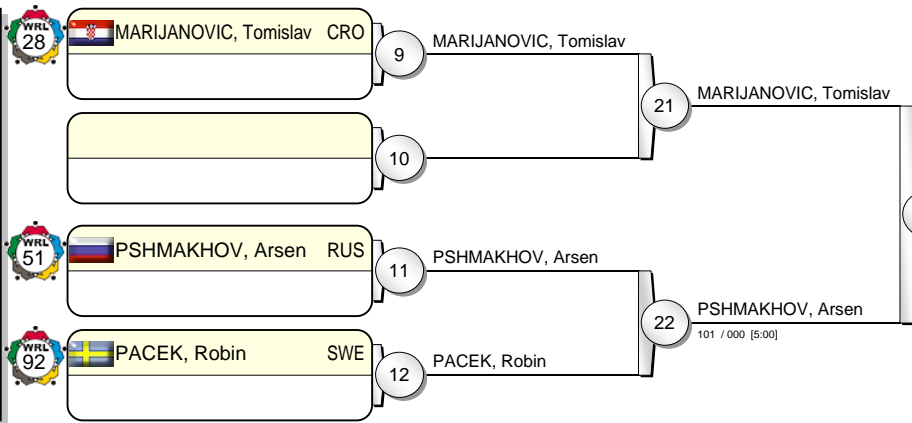 WRL
28
MARIJANOVIC, Tomislav CRO
9
MARIJANOVIC, Tomislav
21
MARIJANOVIC, Tomislav
10
WRL
51
PSHMAKHOV, Arsen RUS
11
PSHMAKHOV, Arsen
22
PSHMAKHOV, Arsen
101 / 000 [5:00]
WRL
92
PACEK, Robin SWE
12
PACEK, Robin